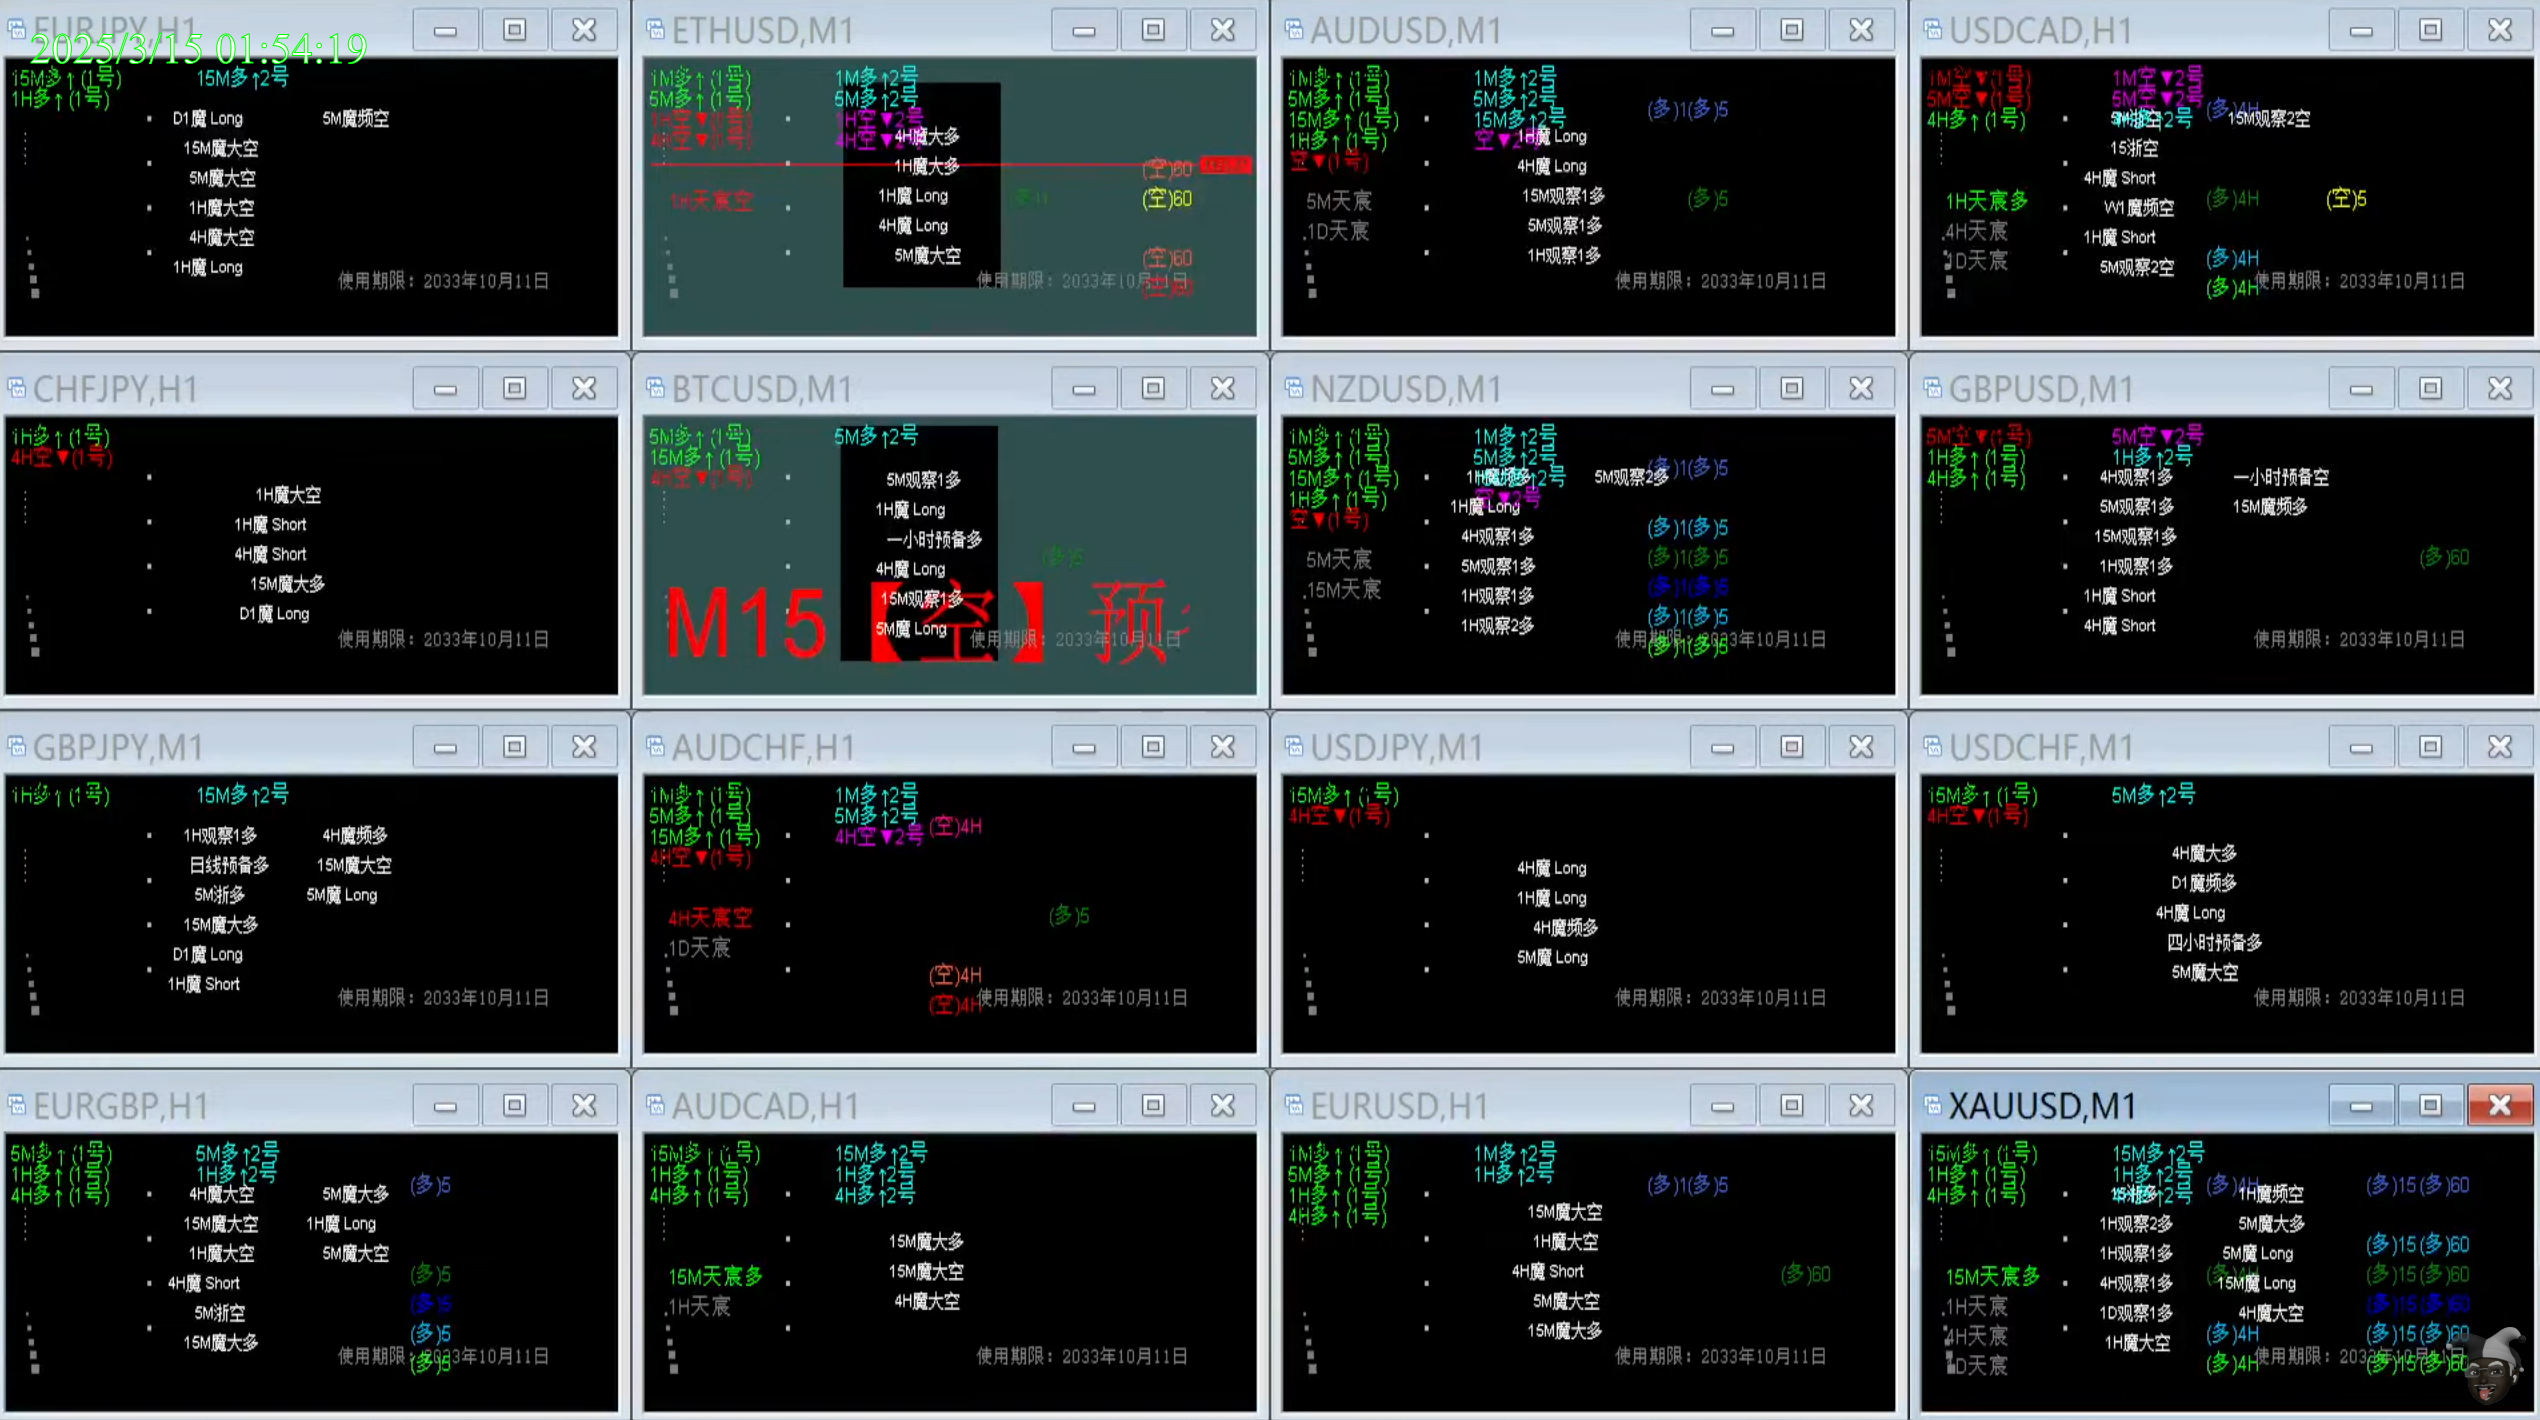 2025/3/15 01:54:19
EURJPY,H1
15M多↑(1号)
15M多↑2号
1H多↑(1号)
D1魔 Long
5M魔频空
15M魔大空
5M魔大空
1H魔大空
4H魔大空
1H魔 Long
使用期限：2033年10月11日
ETHUSD,M1
1M多↑(1号)
1M多↑2号
5M多↑(1号)
5M多↑2号
1H空▼(1号)
1H空▼2号
4H空▼(1号)
4H空▼2号
4H魔大多
1H魔大多
(空)60
1H天宸空
1H魔 Long
(多)4H
(空)60
4H魔 Long
5M魔大空
(空)60
使用期限：2033年10月11日
(空)60
AUDUSD,M1
1M多↑(1号)
1M多↑2号
5M多↑(1号)
5M多↑2号
(多)1(多)5
15M多↑(1号)
15M多↑2号
1H多↑(1号)
空▼2号
1H魔 Long
空▼(1号)
4H魔 Long
5M天宸
15M观察1多
(多)5
1D天宸
5M观察1多
1H观察1多
使用期限：2033年10月11日
USDCAD,H1
1M空▼(1号)
1M空▼2号
5M空▼(1号)
5M空▼2号
(多)4H
4H多↑(1号)
4H多↑2号
5M浙空
15M观察2空
15浙空
4H魔 Short
1H天宸多
W1魔频空
(多)4H
(空)5
4H天宸
1H魔 Short
1D天宸
5M观察2空
(多)4H
(多)4H
使用期限：2033年10月11日
CHFJPY,H1
1H多↑(1号)
4H空▼(1号)
1H魔大空
1H魔 Short
4H魔 Short
15M魔大多
D1魔 Long
使用期限：2033年10月11日
BTCUSD,M1
5M多↑(1号)
5M多↑2号
15M多↑(1号)
4H空▼(1号)
5M观察1多
1H魔 Long
一小时预备多
(多)5
4H魔 Long
15M观察1多
M15【空】预
5M魔 Long
使用期限：2033年10月11日
NZDUSD,M1
1M多↑(1号)
1M多↑2号
5M多↑(1号)
5M多↑2号
(多)1(多)5
15M多↑(1号)
15M多↑2号
1H魔频多
5M观察2多
1H多↑(1号)
空▼2号
1H魔 Long
空▼(1号)
(多)1(多)5
4H观察1多
5M天宸
5M观察1多
(多)1(多)5
15M天宸
(多)1(多)5
1H观察1多
(多)1(多)5
1H观察2多
使用期限：2033年10月11日
(多)1(多)5
GBPUSD,M1
5M空▼(1号)
5M空▼2号
1H多↑(1号)
1H多↑2号
4H多↑(1号)
4H观察1多
一小时预备空
5M观察1多
15M魔频多
15M观察1多
1H观察1多
(多)60
1H魔 Short
4H魔 Short
使用期限：2033年10月11日
GBPJPY,M1
1H多↑(1号)
15M多↑2号
1H观察1多
4H魔频多
日线预备多
15M魔大空
5M浙多
5M魔 Long
15M魔大多
D1魔 Long
1H魔 Short
使用期限：2033年10月11日
AUDCHF,H1
1M多↑(1号)
1M多↑2号
5M多↑(1号)
5M多↑2号
15M多↑(1号)
4H空▼2号
(空)4H
4H空▼(1号)
4H天宸空
(多)5
1D天宸
(空)4H
(空)4H
使用期限：2033年10月11日
USDJPY,M1
15M多↑(1号)
4H空▼(1号)
4H魔 Long
1H魔 Long
4H魔频多
5M魔 Long
使用期限：2033年10月11日
USDCHF,M1
15M多↑(1号)
5M多↑2号
4H空▼(1号)
4H魔大多
D1魔频多
4H魔 Long
四小时预备多
5M魔大空
使用期限：2033年10月11日
EURGBP,H1
5M多↑(1号)
5M多↑2号
1H多↑(1号)
1H多↑2号
4H多↑(1号)
4H魔大空
5M魔大多
(多)5
15M魔大空
1H魔 Long
1H魔大空
5M魔大空
4H魔 Short
(多)5
5M浙空
(多)5
15M魔大多
(多)5
使用期限：2033年10月11日
(多)5
AUDCAD,H1
15M多↑(1号)
15M多↑2号
1H多↑(1号)
1H多↑2号
4H多↑(1号)
4H多↑2号
15M魔大多
15M天宸多
15M魔大空
1H天宸
4H魔大空
使用期限：2033年10月11日
EURUSD,H1
1M多↑(1号)
1M多↑2号
5M多↑(1号)
1H多↑2号
(多)1(多)5
1H多↑(1号)
4H多↑(1号)
15M魔大空
1H魔大空
4H魔 Short
(多)60
5M魔大空
15M魔大多
使用期限：2033年10月11日
XAUUSD,M1
15M多↑(1号)
15M多↑2号
1H多↑(1号)
1H多↑2号
4H多↑(1号)
4H多↑2号
15浙多
(多)4H
1H魔频空
(多)15(多)60
1H观察2多
5M魔大多
1H观察1多
5M魔 Long
(多)15(多)60
15M天宸多
4H观察1多
(多)4H
15M魔 Long
(多)15(多)60
1H天宸
1D观察1多
4H魔大空
(多)15(多)60
4H天宸
1H魔大空
(多)4H
(多)15(多)60
1D天宸
(多)4H
使用期限：2033年10月11日
(多)15(多)60